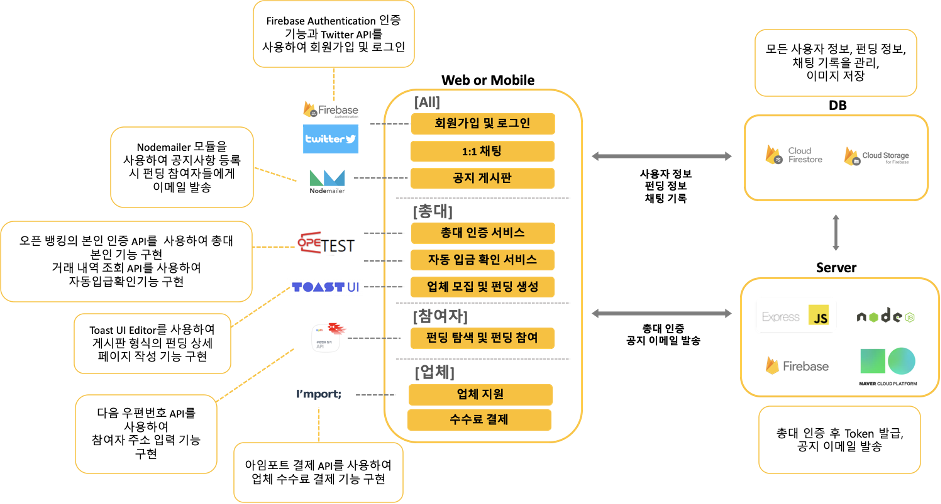 Firebase Authentication 인증
기능과 Twitter API를
사용하여 회원가입 및 로그인
Nodemailer 모듈을
사용하여 공지사항 등록
시 펀딩 참여자들에게
이메일 발송
오픈 뱅킹의 본인 인증 API를 사용하여 총대
본인 기능 구현
거래 내역 조회 API를 사용하여
자동입급확인기능 구현
Toast UI Editor를 사용하여
게시판 형식의 펀딩 상세
페이지 작성 기능 구현
다음 우편번호 API를
사용하여
참여자 주소 입력 기능
구현
아임포트 결제 API를 사용하여
업체 수수료 결제 기능 구현
Firebase
Authentication
twitter
Nodemailer
OPETEST
TOAST UI
API
I'mport;
Web or Mobile
[All]
회원가입 및 로그인
1:1 채팅
공지 게시판
[총대]
총대 인증 서비스
자동 입금 확인 서비스
업체 모집 및 펀딩 생성
[참여자]
펀딩 탐색 및 펀딩 참여
[업체]
업체 지원
수수료 결제
사용자 정보
펀딩 정보
채팅 기록
총대 인증
공지 이메일 발송
모든 사용자 정보, 펀딩 정보,
채팅 기록을 관리,
이미지 저장
DB
Cloud
Firestore
Cloud Storage
for Firebase
Server
Express
JS
node
JS
Firebase
NAVER CLOUD PLATFORM
총대 인증 후 Token 발급,
공지 이메일 발송